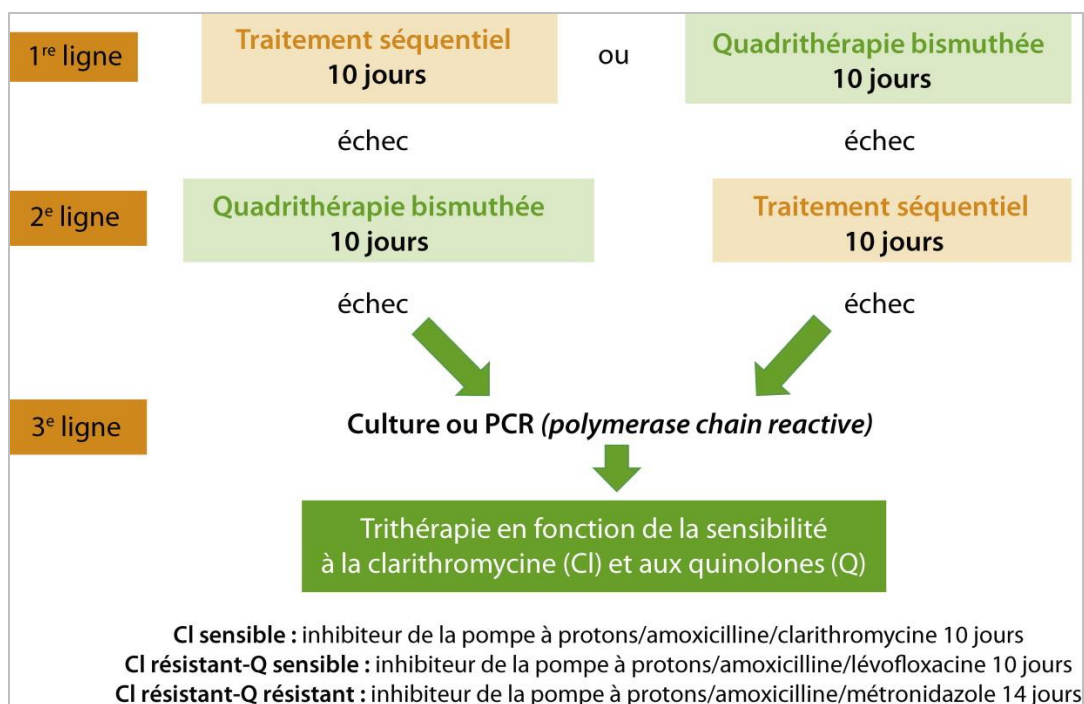 1re ligne
Traitement séquentiel
10 jours
ou
Quadrithérapie bismuthée
10 jours
échec
échec
2e ligne
Quadrithérapie bismuthée
10 jours
Traitement séquentiel
10 jours
échec
échec
3e ligne
Culture ou PCR (polymerase chain reactive)
Trithérapie en fonction de la sensibilité
à la clarithromycine (Cl) et aux quinolones (Q)
Cl sensible : inhibiteur de la pompe à protons/amoxicilline/clarithromycine 10 jours
Cl résistant-Q sensible : inhibiteur de la pompe à protons/amoxicilline/lévofloxacine 10 jours
Cl résistant-Q résistant : inhibiteur de la pompe à protons/amoxicilline/métronidazole 14 jours